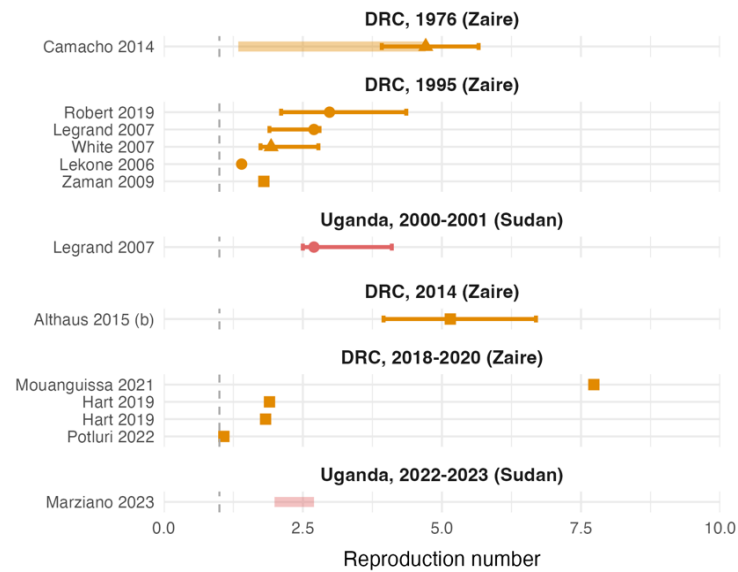 DRC, 1976 (Zaire)
Camacho 2014
DRC, 1995 (Zaire)
Robert 2019
Legrand 2007
White 2007
Lekone 2006
Zaman 2009
Uganda, 2000-2001 (Sudan)
Legrand 2007
DRC, 2014 (Zaire)
Althaus 2015 (b)
DRC, 2018-2020 (Zaire)
Mouanguissa 2021
Hart 2019
Hart 2019
Potluri 2022
Uganda, 2022-2023 (Sudan)
Marziano 2023
0.0 2.5 5.0 7.5 10.0
Reproduction number